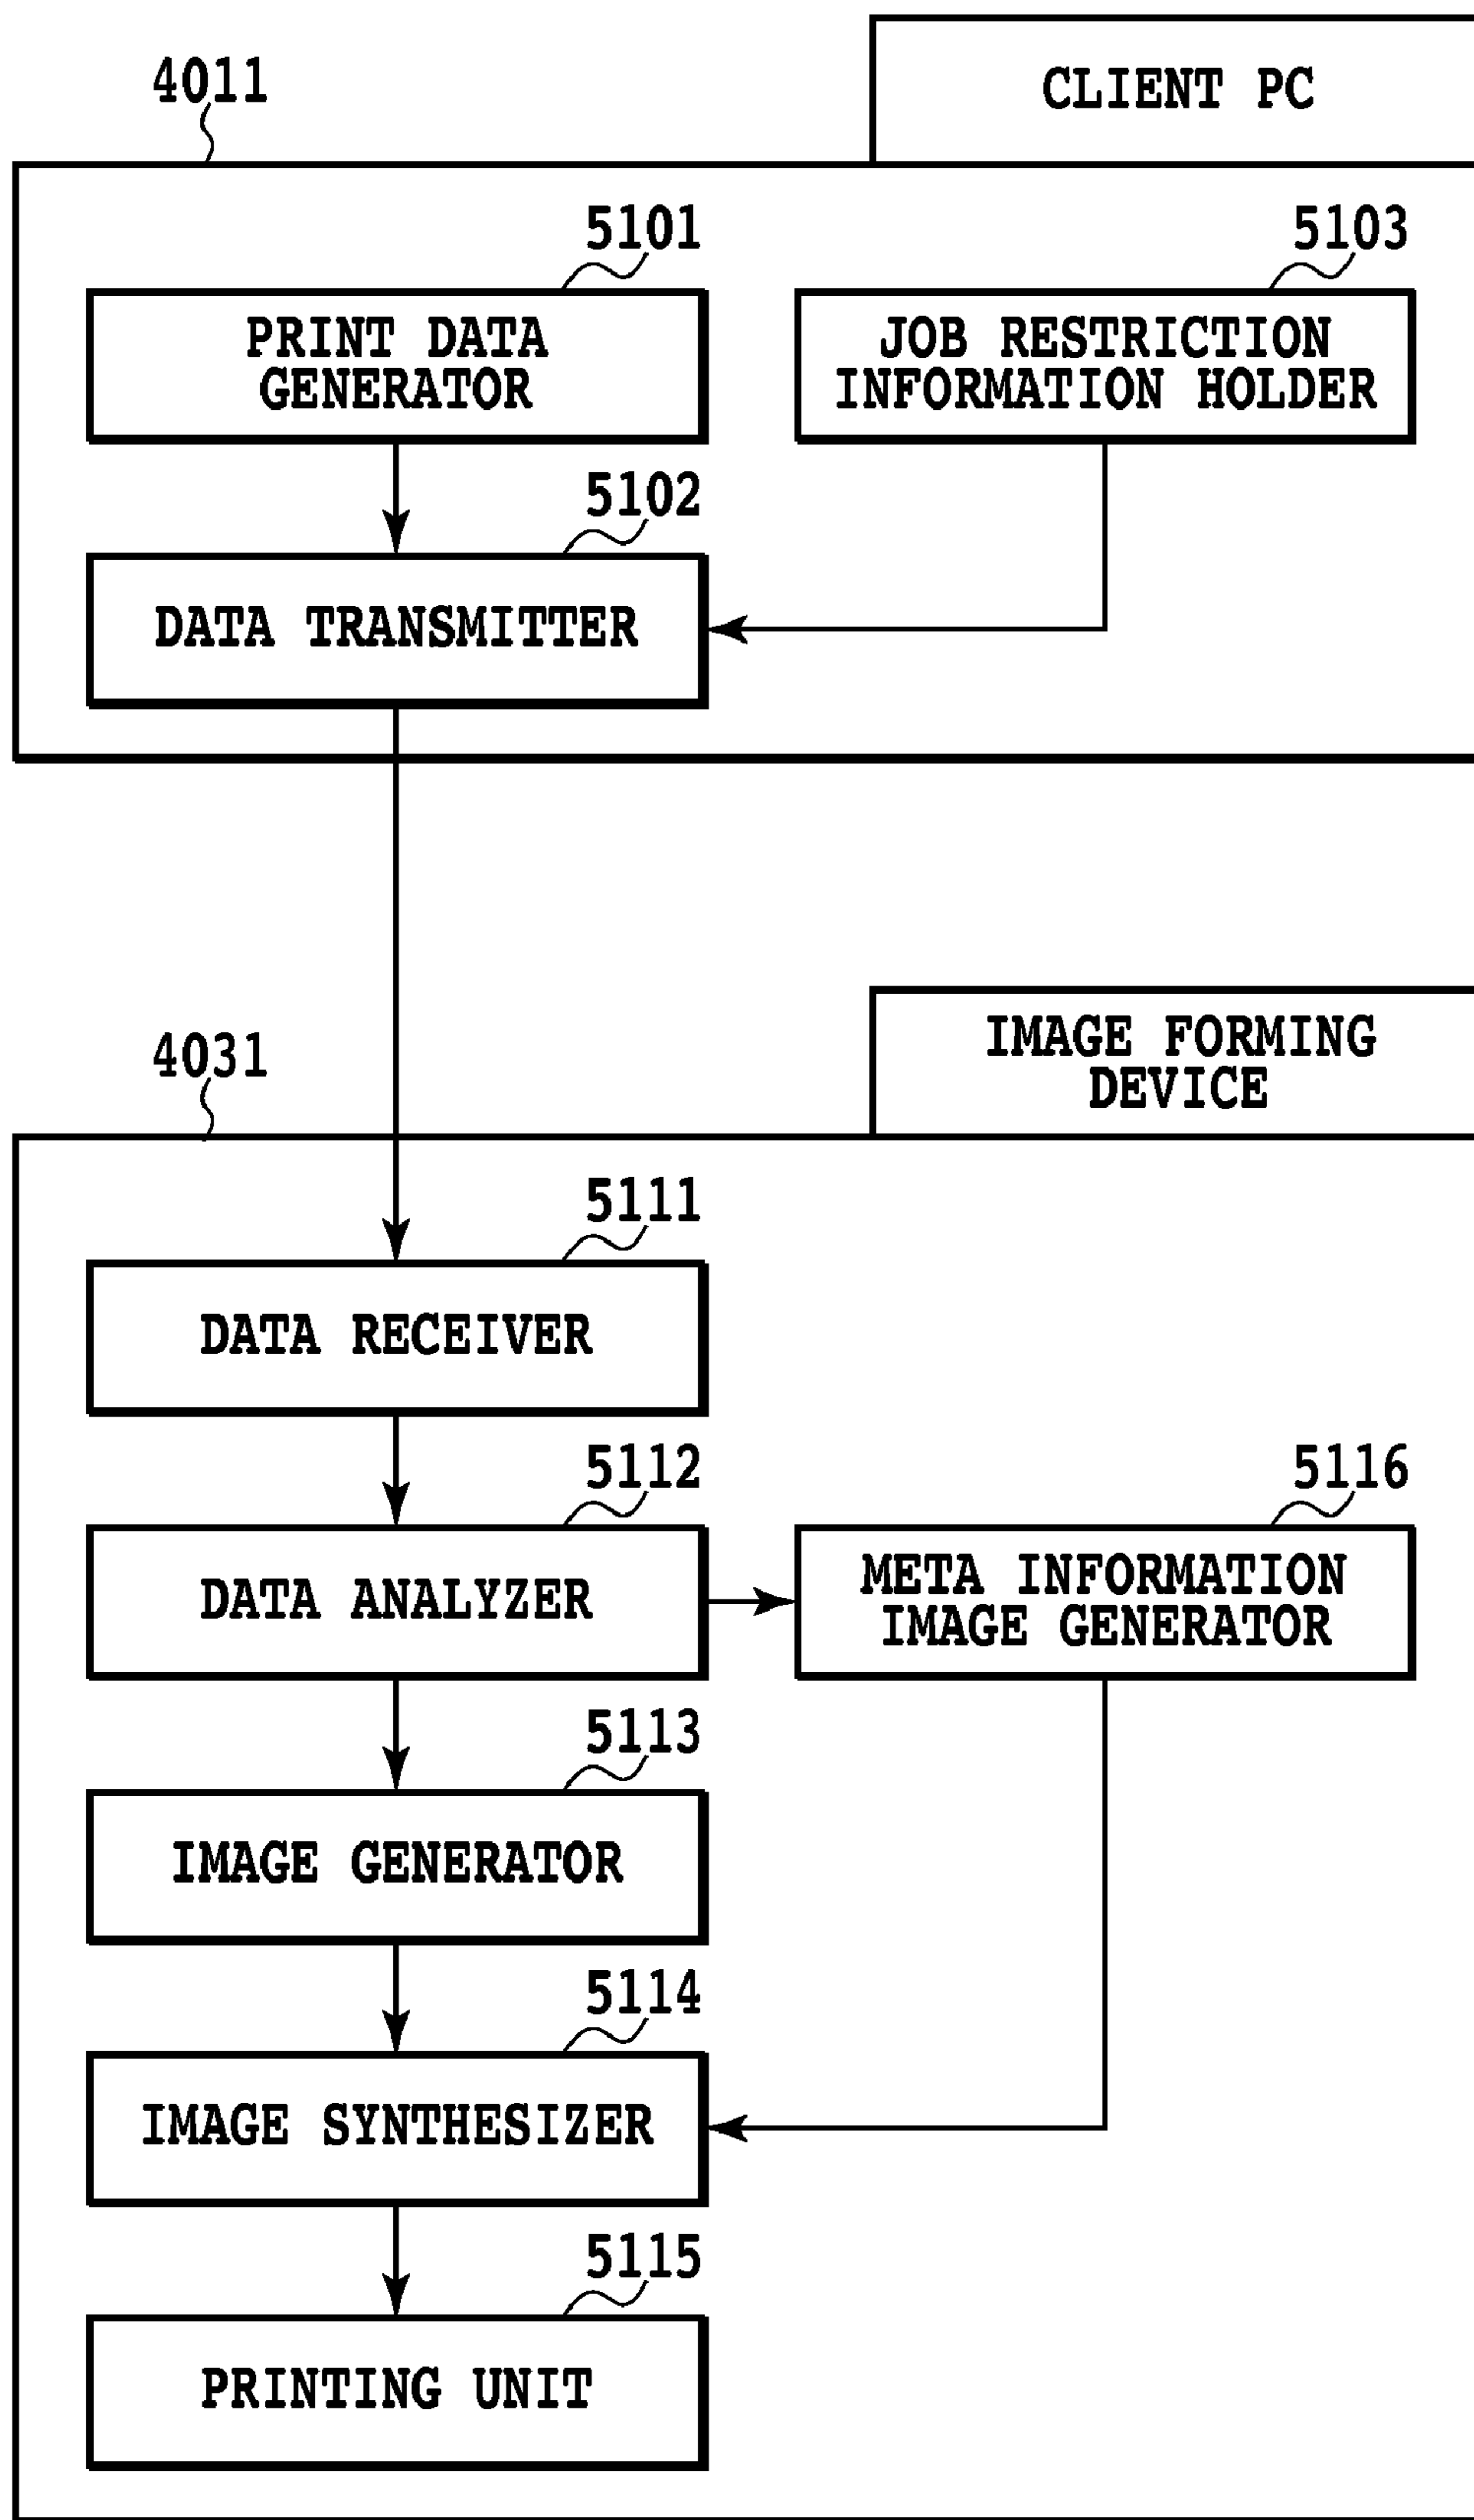 CLIENT PC
4011
5101
5103
PRINT DATA
GENERATOR
JOB RESTRICTION
INFORMATION HOLDER
5102
DATA TRANSMITTER
IMAGE FORMING
DEVICE
4031
5111
DATA RECEIVER
5112
5116
DATA ANALYZER
META INFORMATION
IMAGE GENERATOR
5113
IMAGE GENERATOR
5114
IMAGE SYNTHESIZER
5115
PRINTING UNIT